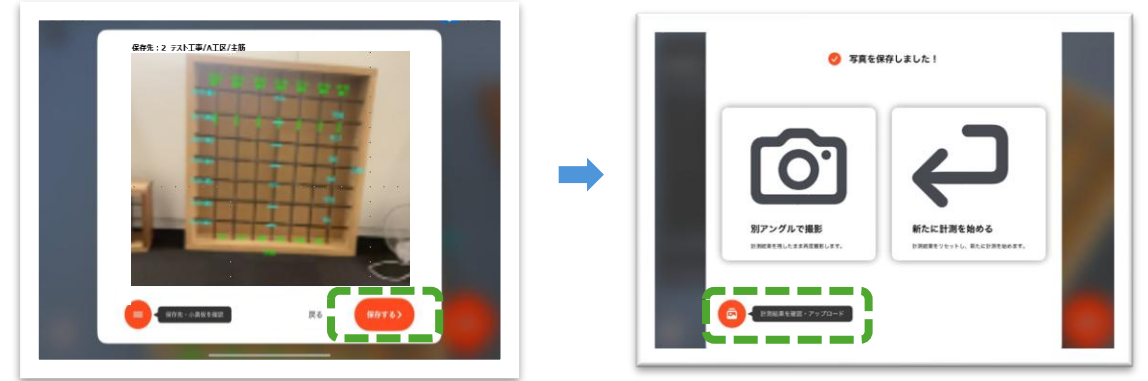 保存先：2 テスト工事/A工区/主筋
保存先・小黒板を確認
戻る
保存する
写真を保存しました！
別アングルで撮影
計測結果を残したまま再度撮影します。
新たに計測を始める
計測結果をリセットし、新たに計測を始めます。
計測結果を確認・アップロード